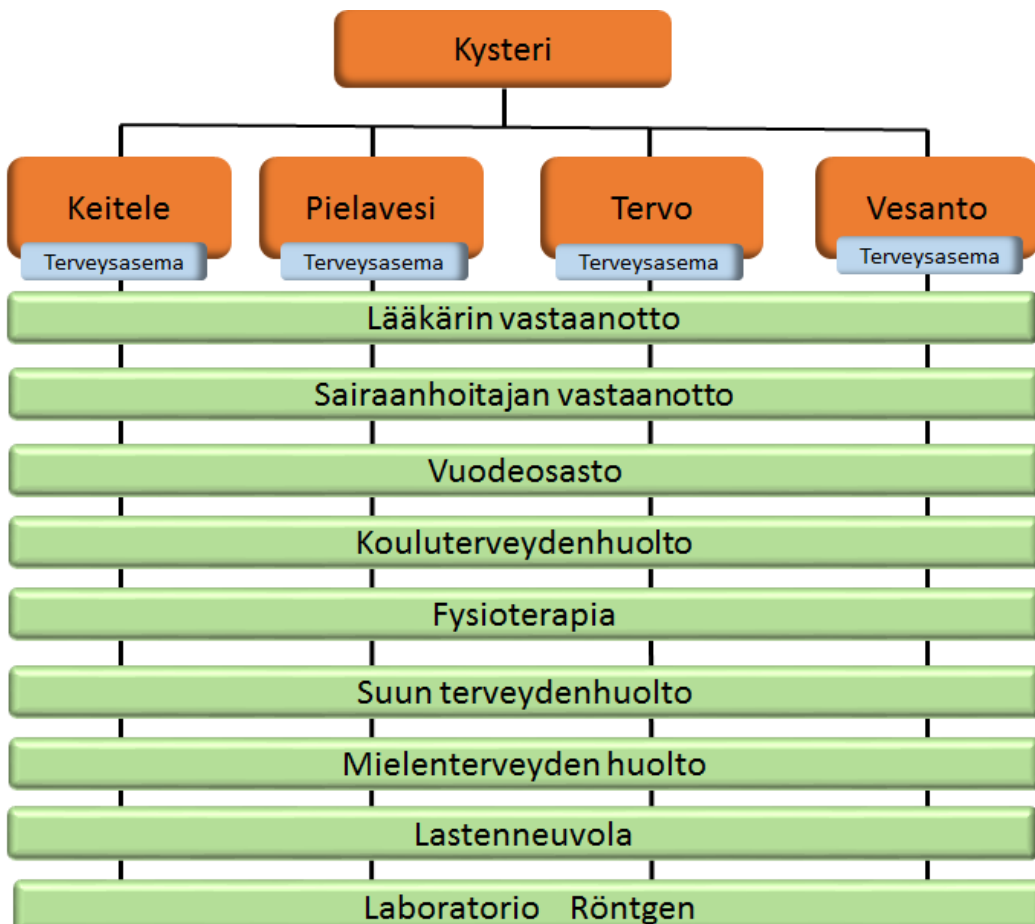 Kysteri
Keitele Pielavesi Tervo Vesanto
Terveysasema Terveysasema Terveysasema Terveysasema
Lääkärin vastaanotto
Sairaanhoitajan vastaanotto
Vuodeosasto
Kouluterveydenhuolto
Fysioterapia
Suun terveydenhuolto
Mielenterveyden huolto
Lastenneuvola
Laboratorio Röntgen